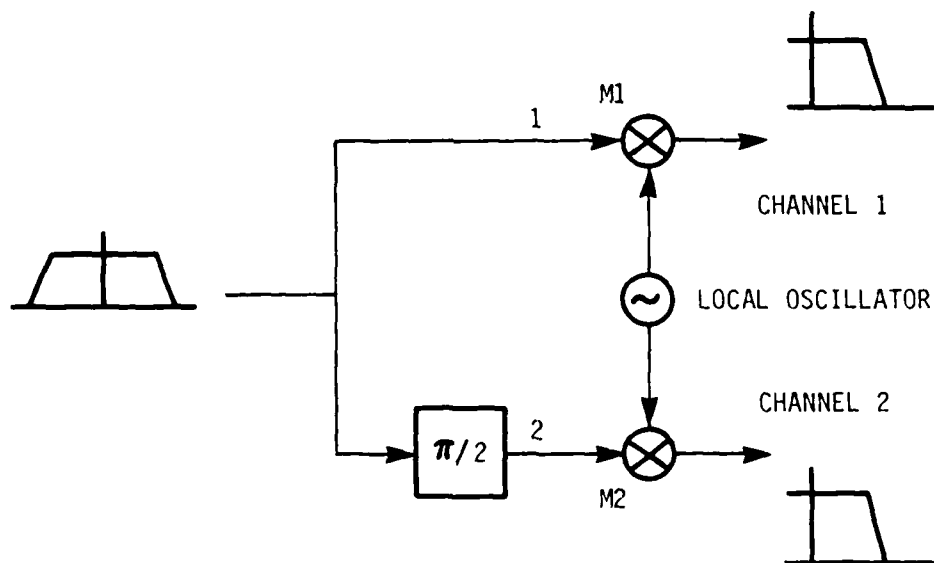 M1
1
CHANNEL 1
~
LOCAL OSCILLATOR
CHANNEL 2
π/2
2
M2